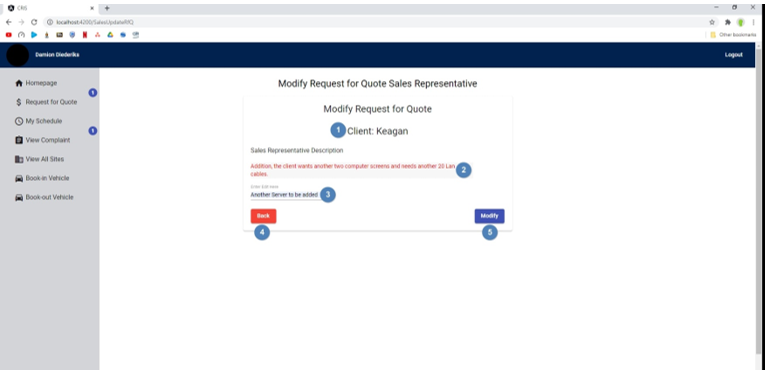 CRS
localhost:4200/SalesUpdateRfQ
Other bookmarks
Damion Diederiks
Logout
Homepage
Request for Quote
1
My Schedule
View Complaint
1
View All Sites
Book-in Vehicle
Book-out Vehicle
Modify Request for Quote Sales Representative
Modify Request for Quote
1 Client: Keagan
Sales Representative Description
Addition, the client wants another two computer screens and needs another 20 Lan
cables.
2
Another Server to be added
3
Back
Modify
4
5